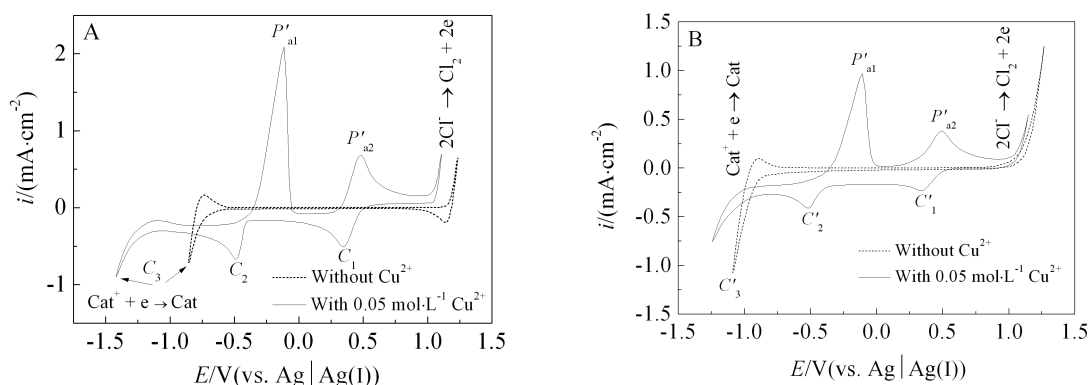 A
P′a1
P′a2
2Cl⁻ → Cl₂ + 2e
i/(mA·cm⁻²)
2
1
0
-1
C₃
C₂
C₁
Cat⁺ + e → Cat
Without Cu²⁺
With 0.05 mol·L⁻¹ Cu²⁺
-1.5 -1.0 -0.5 0.0 0.5 1.0 1.5
E/V(vs. Ag | Ag(I))
B
Cat⁺ + e → Cat
P′a1
P′a2
2Cl⁻ → Cl₂ + 2e
i/(mA·cm⁻²)
1.5
1.0
0.5
0.0
-0.5
-1.0
-1.5
C′₂
C′₁
C′₃
Without Cu²⁺
With 0.05 mol·L⁻¹ Cu²⁺
-1.5 -1.0 -0.5 0.0 0.5 1.0 1.5
E/V(vs. Ag | Ag(I))